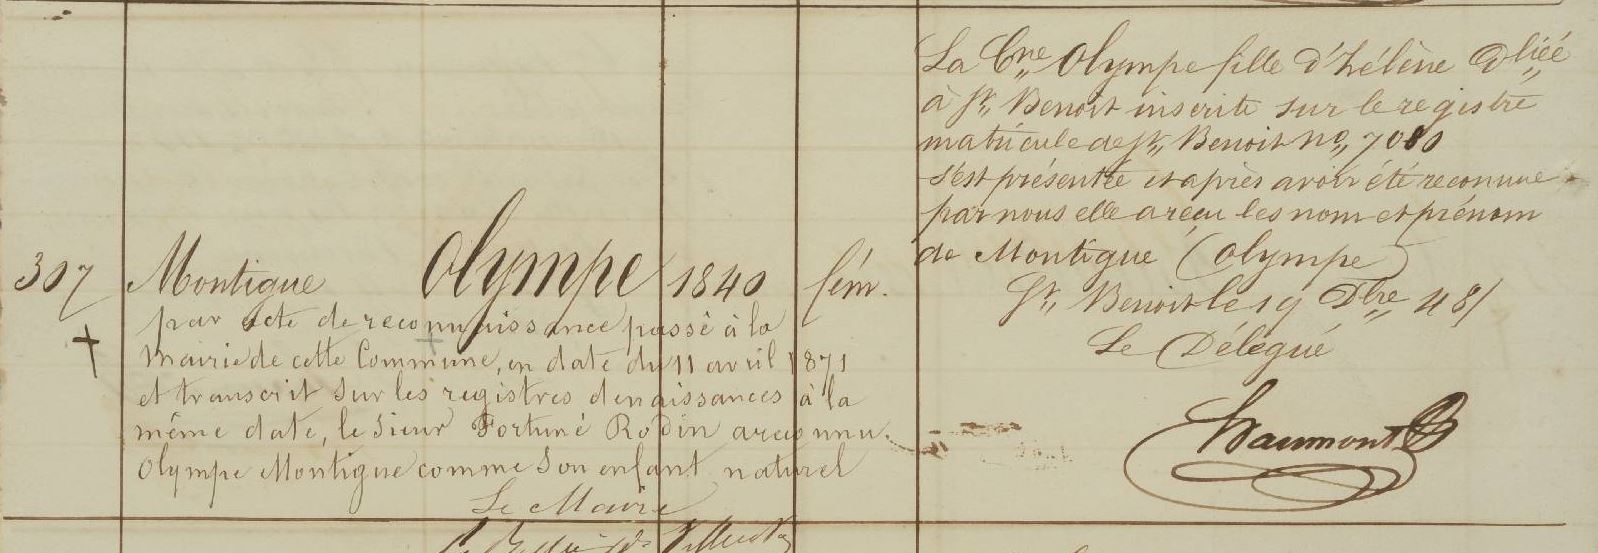 307 Montigue Olympe 1840 fém.
par acte de reconnaissance passé à la
Mairie de cette Commune, en date du 11 avril 1871
et transcrit sur les registres de naissances à la
même date, le Sieur Fortuné Rodin a reconnu
Olympe Montigue comme son enfant naturel
Le Maire
La Cne Olympe fille d'hélène Dliée
à St Benoit inscrite sur le registre
matricule de St Benoit no 7080
s'est présentée et après avoir été reconnue
par nous elle a reçu les nom et prénom
de Montigue (Olympe)
St Benoit le 19 Dbre 48/
Le Délégué